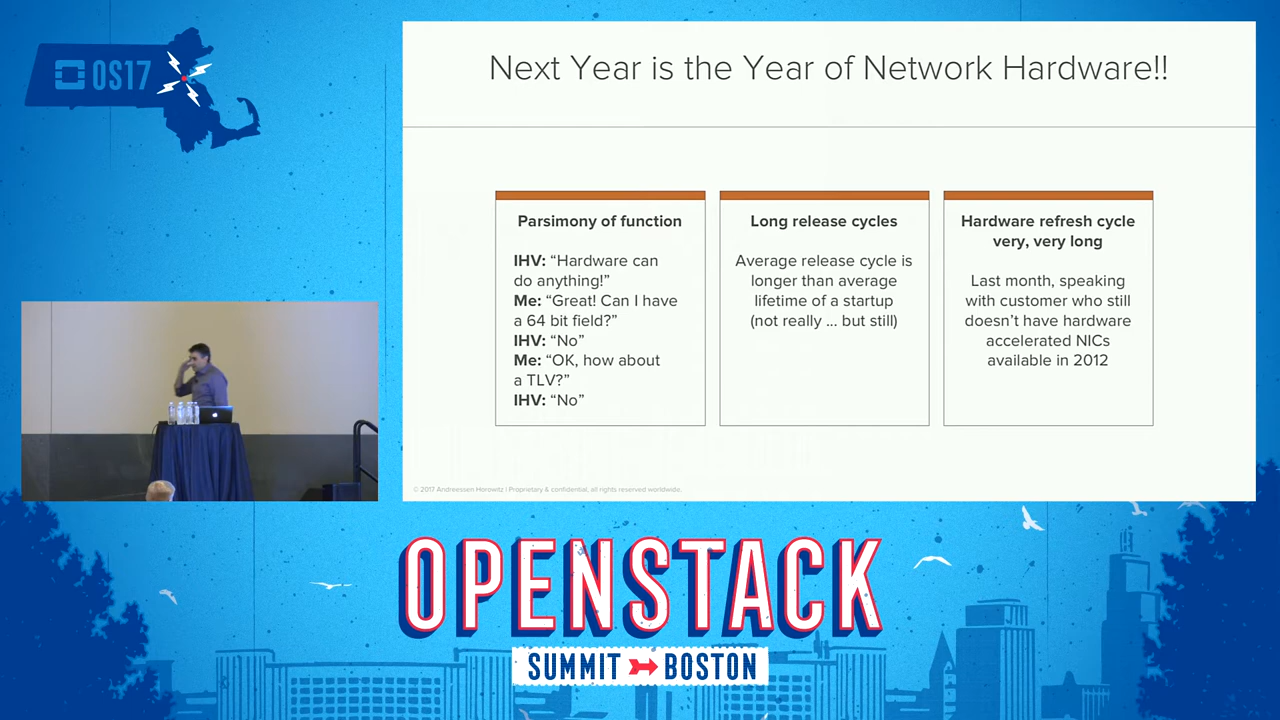 OS17
Next Year is the Year of Network Hardware!!
Parsimony of function
IHV: “Hardware can
do anything!”
Me: “Great! Can I have
a 64 bit field?”
IHV: “No”
Me: “OK, how about
a TLV?”
IHV: “No”
Long release cycles
Average release cycle is
longer than average
lifetime of a startup
(not really ... but still)
Hardware refresh cycle
very, very long
Last month, speaking
with customer who still
doesn’t have hardware
accelerated NICs
available in 2012
© 2017 Andreessen Horowitz | Proprietary & confidential, all rights reserved worldwide.
OPENSTACK
SUMMIT BOSTON